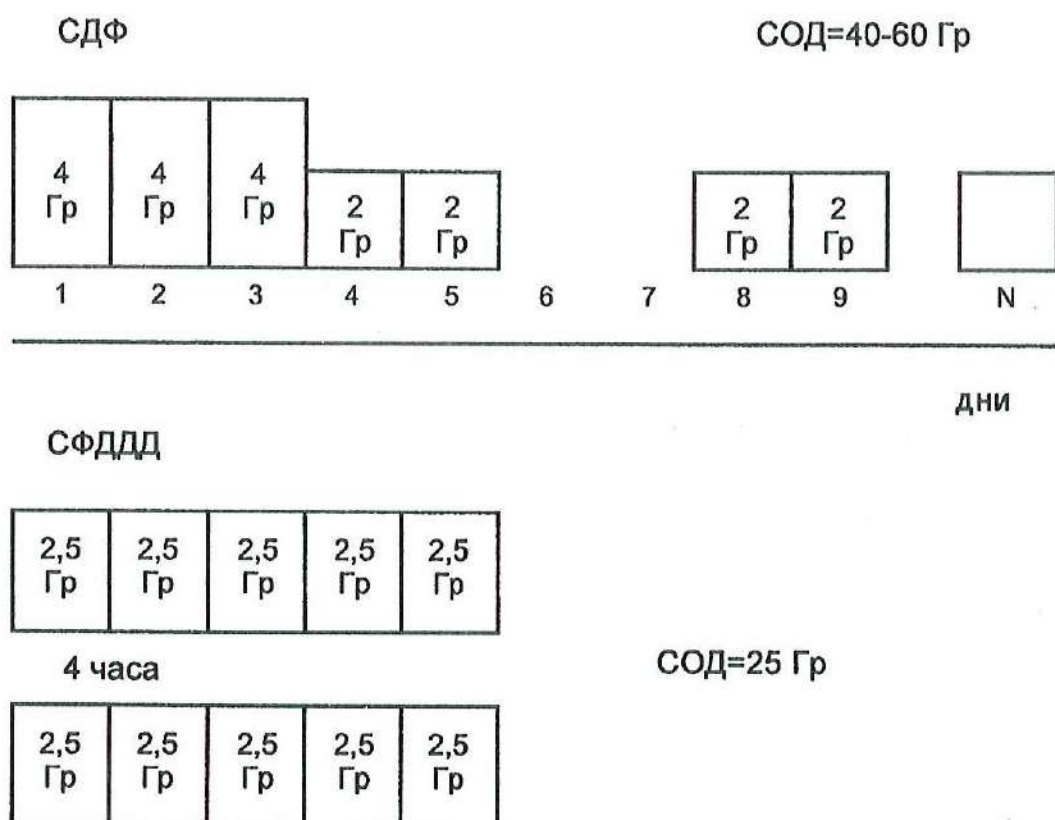 СДФ СОД=40-60 Гр
4 4 4
Гр Гр Гр 2 2 2 2
Гр Гр Гр Гр
1 2 3 4 5 6 7 8 9 N
дни
СФДДД
2,5 2,5 2,5 2,5 2,5
Гр Гр Гр Гр Гр
4 часа СОД=25 Гр
2,5 2,5 2,5 2,5 2,5
Гр Гр Гр Гр Гр